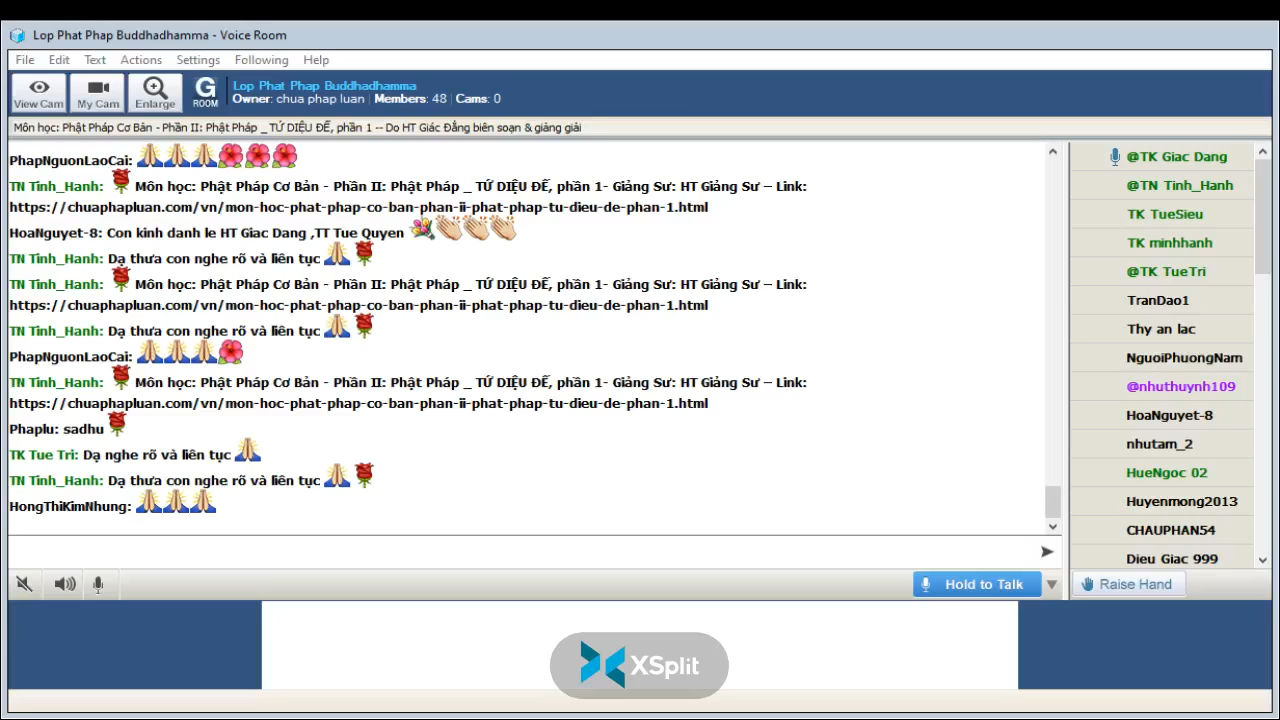 Lop Phat Phap Buddhadhamma - Voice Room
File Edit Text Actions Settings Following Help
View Cam My Cam Enlarge G ROOM
Lop Phat Phap Buddhadhamma
Owner: chua phap luan | Members: 48 | Cams: 0
Môn học: Phật Pháp Cơ Bản - Phần II: Phật Pháp _ TỨ DIỆU ĐẾ, phần 1 -- Do HT Giác Đẳng biên soạn & giảng giải
PhapNguonLaoCai:
TN Tinh_Hanh: Môn học: Phật Pháp Cơ Bản - Phần II: Phật Pháp _ TỨ DIỆU ĐẾ, phần 1- Giảng Sư: HT Giảng Sư – Link:
https://chuaphapluan.com/vn/mon-hoc-phat-phap-co-ban-phan-ii-phat-phap-tu-dieu-de-phan-1.html
HoaNguyet-8: Con kinh danh le HT Giac Dang ,TT Tue Quyen
TN Tinh_Hanh: Dạ thưa con nghe rõ và liên tục
TN Tinh_Hanh: Môn học: Phật Pháp Cơ Bản - Phần II: Phật Pháp _ TỨ DIỆU ĐẾ, phần 1- Giảng Sư: HT Giảng Sư – Link:
https://chuaphapluan.com/vn/mon-hoc-phat-phap-co-ban-phan-ii-phat-phap-tu-dieu-de-phan-1.html
TN Tinh_Hanh: Dạ thưa con nghe rõ và liên tục
PhapNguonLaoCai:
TN Tinh_Hanh: Môn học: Phật Pháp Cơ Bản - Phần II: Phật Pháp _ TỨ DIỆU ĐẾ, phần 1- Giảng Sư: HT Giảng Sư – Link:
https://chuaphapluan.com/vn/mon-hoc-phat-phap-co-ban-phan-ii-phat-phap-tu-dieu-de-phan-1.html
Phaplu: sadhu
TK Tue Tri: Dạ nghe rõ và liên tục
TN Tinh_Hanh: Dạ thưa con nghe rõ và liên tục
HongThiKimNhung:
@TK Giac Dang
@TN Tinh_Hanh
TK TueSieu
TK minhhanh
@TK TueTri
TranDao1
Thy an lac
NguoiPhuongNam
@nhuthuynh109
HoaNguyet-8
nhutam_2
HueNgoc 02
Huyenmong2013
CHAUPHAN54
Dieu Giac 999
Hold to Talk
Raise Hand
XSplit